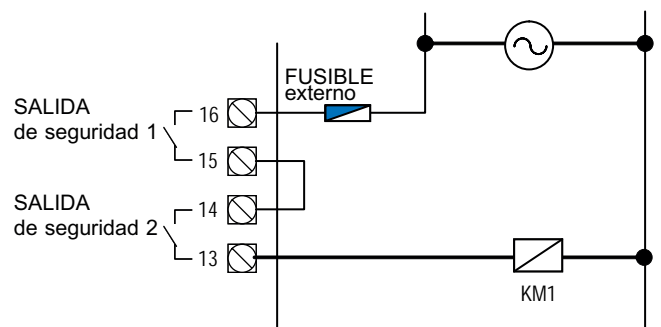 FUSIBLE
externo
SALIDA
de seguridad 1
16
15
SALIDA
de seguridad 2
14
13
KM1